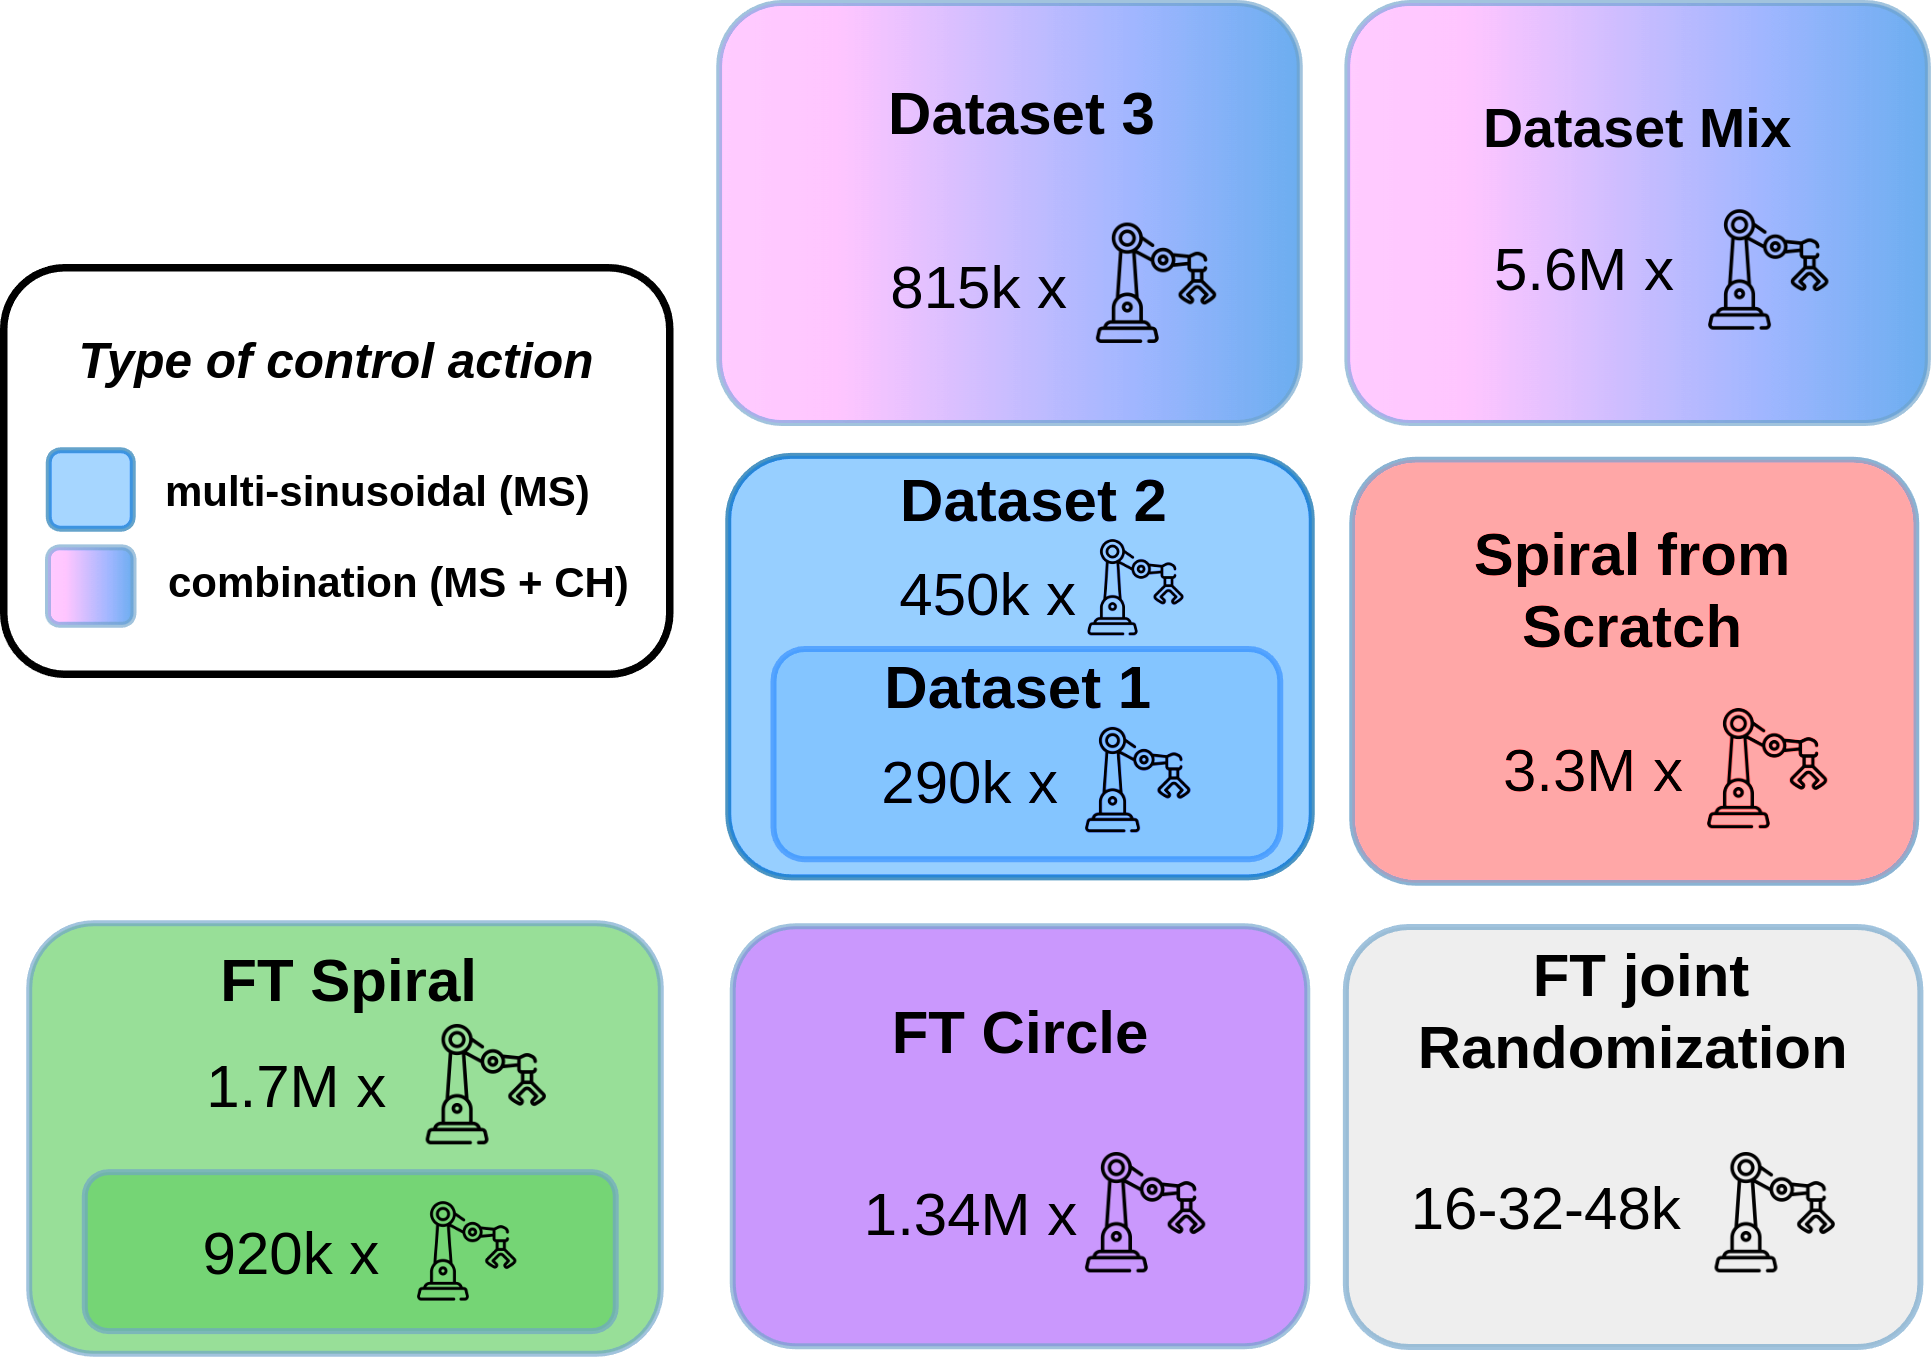 Type of control action
multi-sinusoidal (MS)
combination (MS + CH)
Dataset 3
815k x
Dataset Mix
5.6M x
Dataset 2
450k x
Dataset 1
290k x
Spiral from
Scratch
3.3M x
FT Spiral
1.7M x
920k x
FT Circle
1.34M x
FT joint
Randomization
16-32-48k